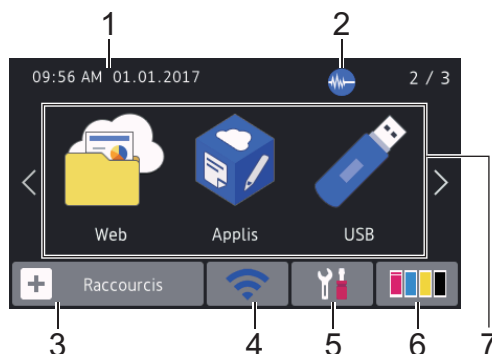 1 2
09:56 AM 01.01.2017 2 / 3
Web Applis USB
Raccourcis
3 4 5 6 7